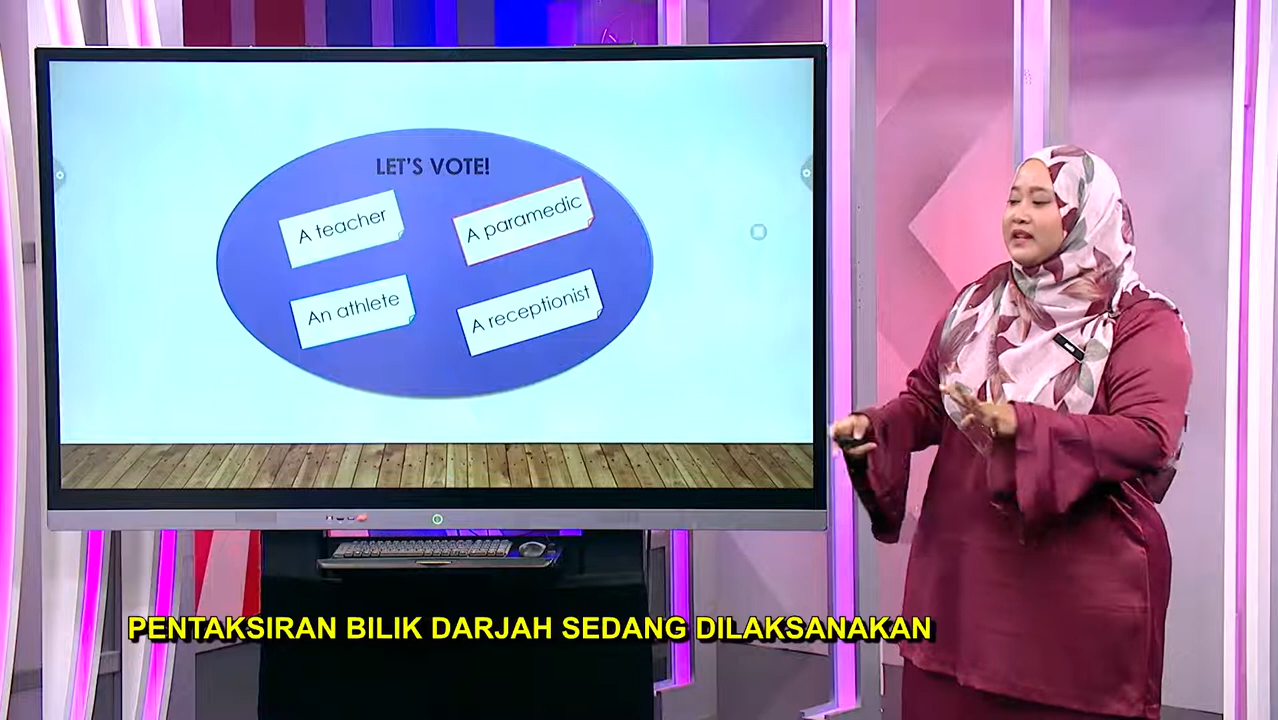 LET'S VOTE!
A teacher
A paramedic
An athlete
A receptionist
PENTAKSIRAN BILIK DARJAH SEDANG DILAKSANAKAN